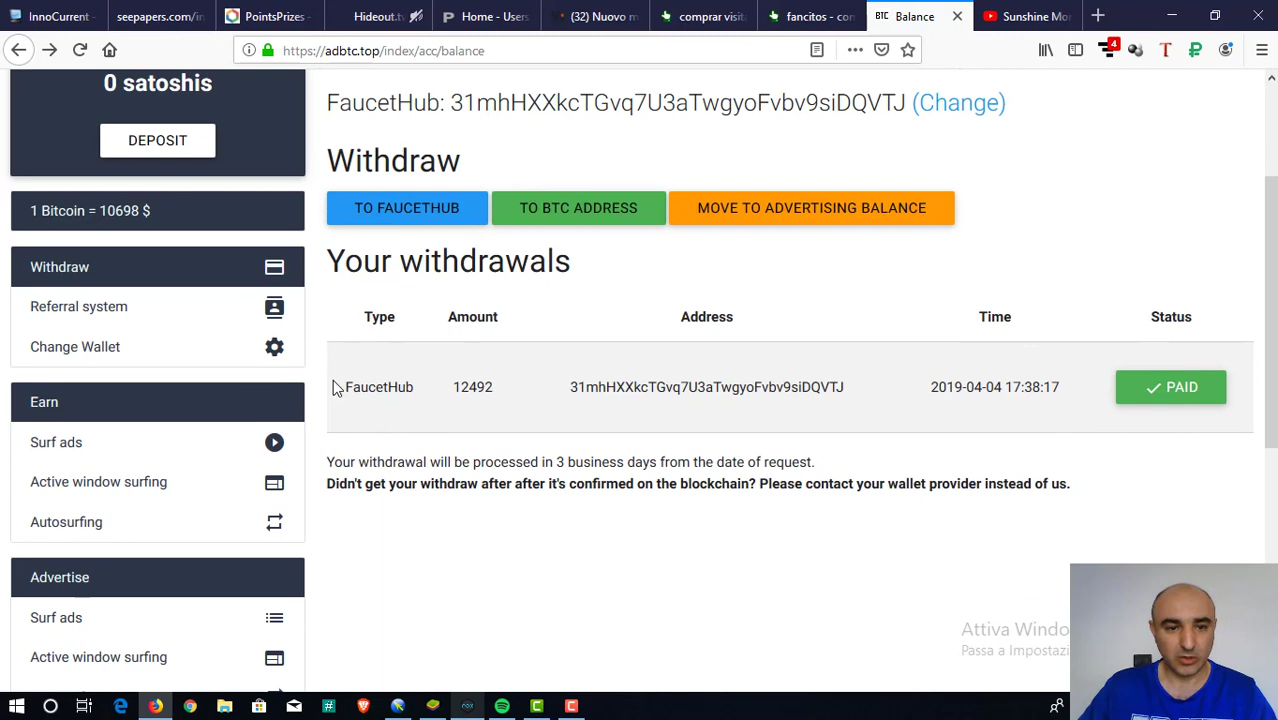 InnoCurrent -
seepapers.com/in
PointsPrizes -
Hideout.tv
Home - Users
(32) Nuovo m
comprar visita
fancitos - con
BTC Balance
Sunshine Mo
https://adbtc.top/index/acc/balance
4
0 satoshis
DEPOSIT
1 Bitcoin = 10698 $
Withdraw
Referral system
Change Wallet
Earn
Surf ads
Active window surfing
Autosurfing
Advertise
Surf ads
Active window surfing
FaucetHub: 31mhHXXkcTGvq7U3aTwgyoFvbv9siDQVTJ (Change)
Withdraw
TO FAUCETHUB TO BTC ADDRESS MOVE TO ADVERTISING BALANCE
Your withdrawals
Type Amount Address Time Status
FaucetHub 12492 31mhHXXkcTGvq7U3aTwgyoFvbv9siDQVTJ 2019-04-04 17:38:17 PAID
Your withdrawal will be processed in 3 business days from the date of request.
Didn't get your withdraw after after it's confirmed on the blockchain? Please contact your wallet provider instead of us.
Attiva Windo
Passa a Impostazi